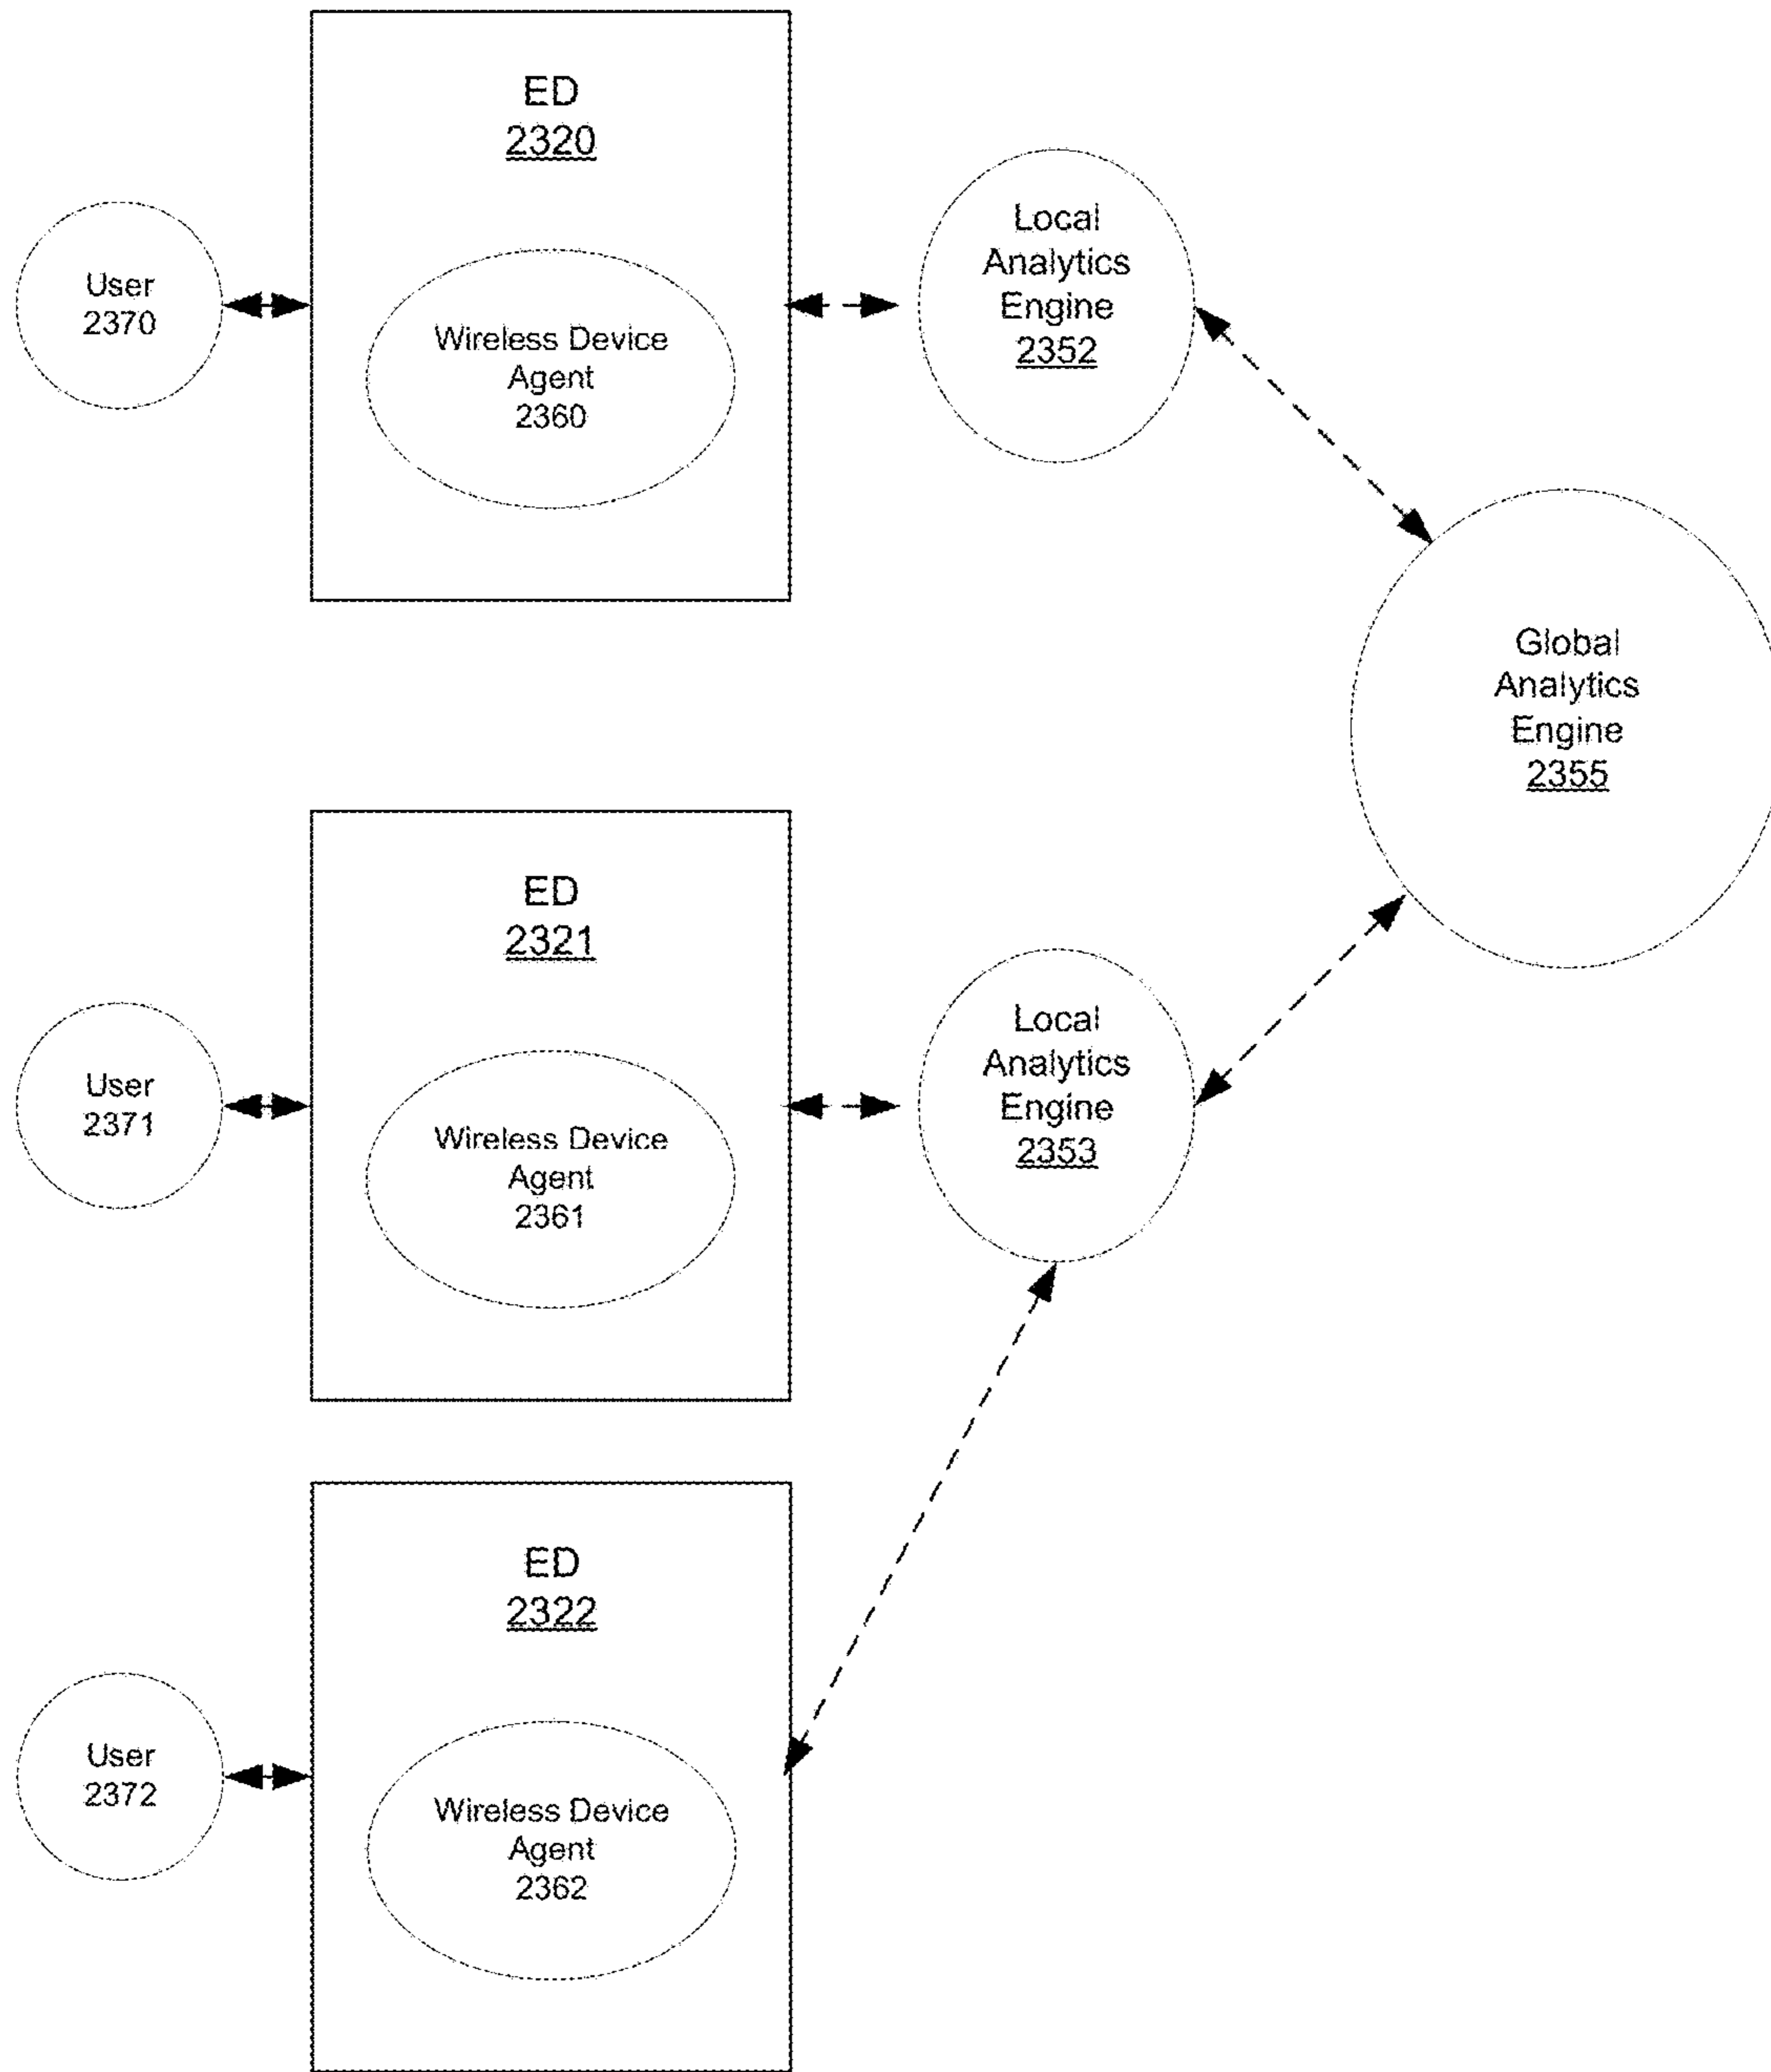 ED
2320
User
2370
Wireless Device
Agent
2360
Local
Analytics
Engine
2352
Global
Analytics
Engine
2355
ED
2321
User
2371
Wireless Device
Agent
2361
Local
Analytics
Engine
2353
ED
2322
User
2372
Wireless Device
Agent
2362